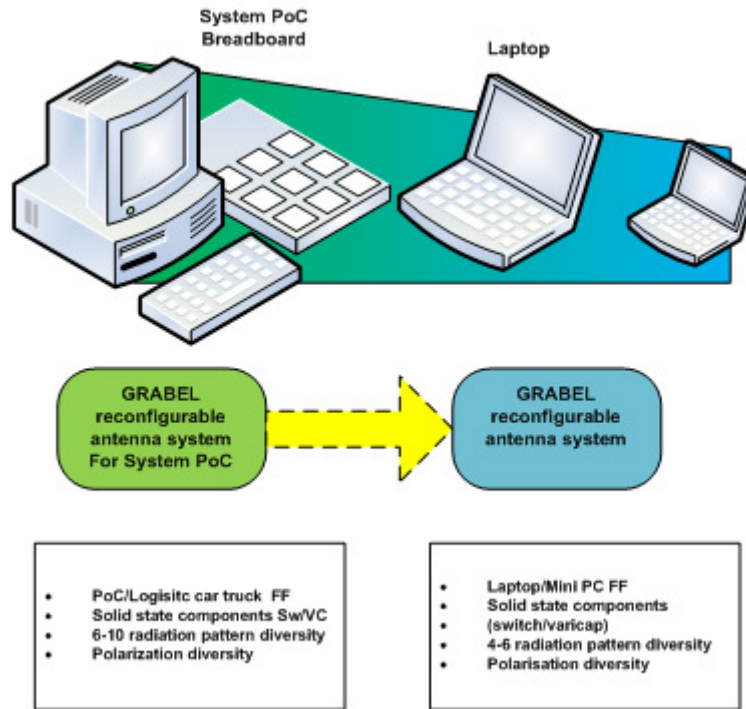 System PoC
Breadboard
Laptop
GRABEL
reconfigurable
antenna system
For System PoC
GRABEL
reconfigurable
antenna system
• PoC/Logisitc car truck FF
• Solid state components Sw/VC
• 6-10 radiation pattern diversity
• Polarization diversity
• Laptop/Mini PC FF
• Solid state components
• (switch/varicap)
• 4-6 radiation pattern diversity
• Polarisation diversity